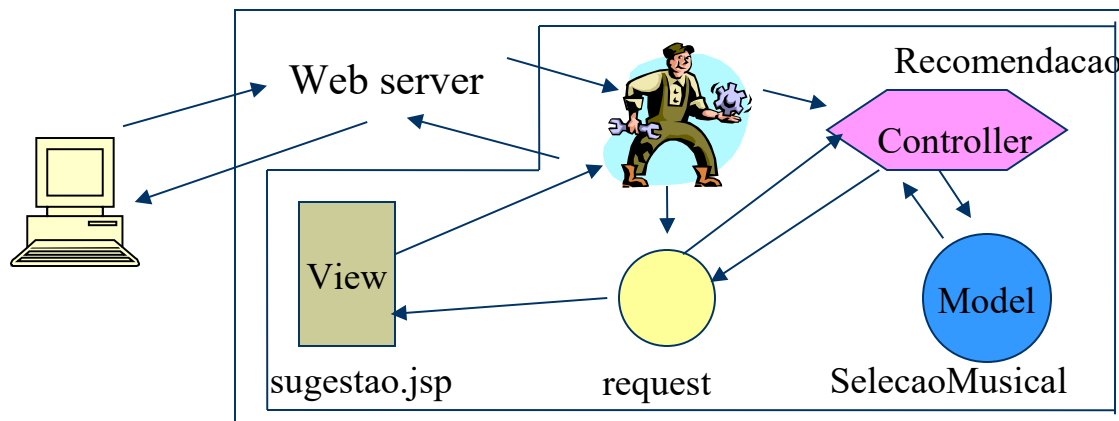 Recomendacao
Web server
Controller
View
Model
sugestao.jsp
request
SelecaoMusical